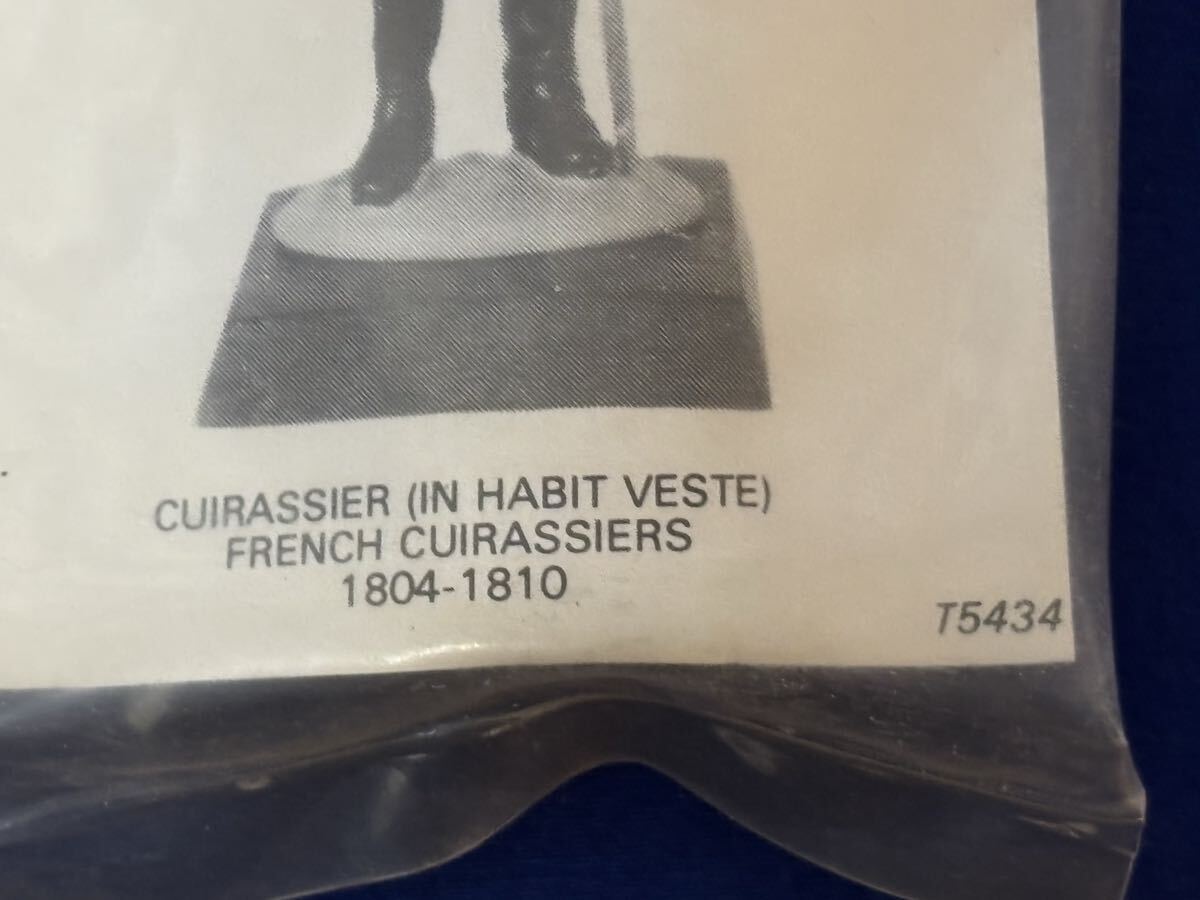 CUIRASSIER (IN HABIT VESTE)
FRENCH CUIRASSIERS
1804-1810
T5434